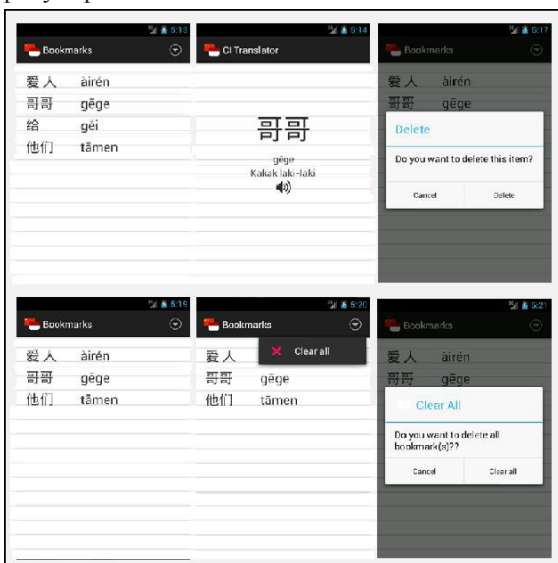 5:13
Bookmarks
爱人 àirén
哥哥 gēge
给 gěi
他们 tāmen
5:14
CI Translator
哥哥
gēge
Kakak laki-laki
5:17
Bookmarks
爱人 àirén
哥哥 gēge
Delete
Do you want to delete this item?
Cancel Delete
5:19
Bookmarks
爱人 àirén
哥哥 gēge
他们 tāmen
5:20
Bookmarks
Clear all
爱人
哥哥 gēge
他们 tāmen
5:21
Bookmarks
爱人 àirén
哥哥 gēge
Clear All
Do you want to delete all
bookmark(s)??
Cancel Clear all